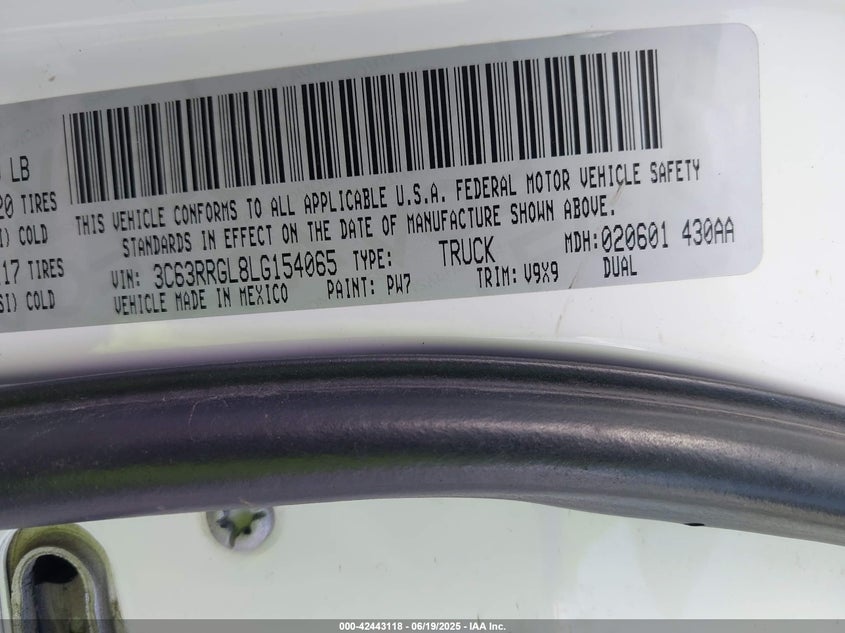 LB
20 TIRES
I) COLD
17 TIRES
SI) COLD
THIS VEHICLE CONFORMS TO ALL APPLICABLE U.S.A. FEDERAL MOTOR VEHICLE SAFETY
STANDARDS IN EFFECT ON THE DATE OF MANUFACTURE SHOWN ABOVE.
VIN: 3C63RRGL8LG154065 TYPE: TRUCK MDH: 020601 430AA
VEHICLE MADE IN MEXICO PAINT: PW7 TRIM: V9X9 DUAL
000-42443118 - 06/19/2025 - IAA Inc.